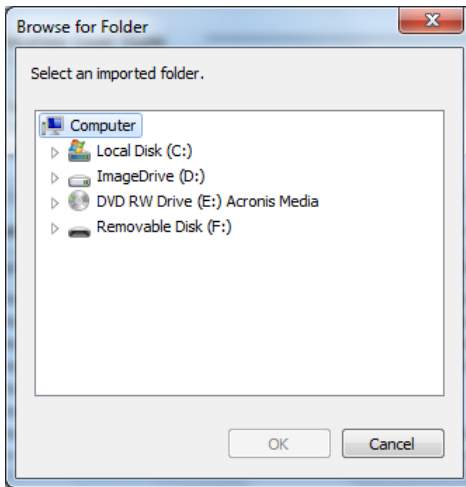 Browse for Folder
Select an imported folder.
Computer
Local Disk (C:)
ImageDrive (D:)
DVD RW Drive (E:) Acronis Media
Removable Disk (F:)
OK
Cancel